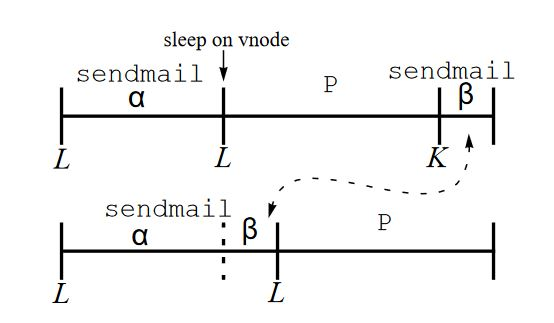 sleep on vnode
sendmail P sendmail
α β
L L K
sendmail
α β P
L L